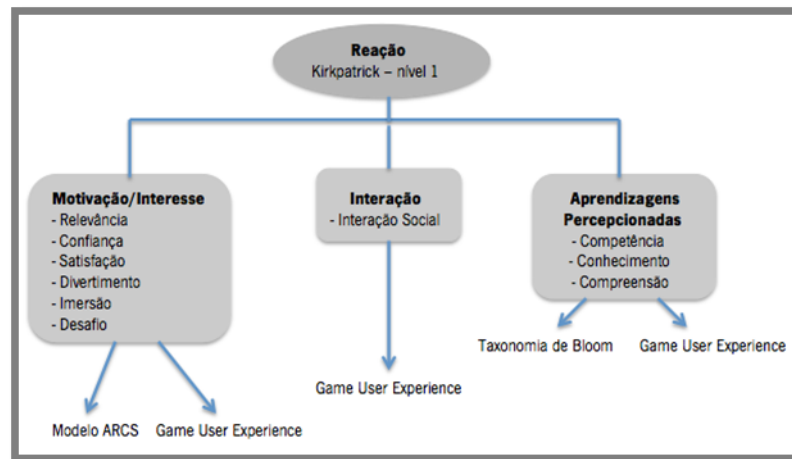 Reação
Kirkpatrick – nível 1
Motivação/Interesse
- Relevância
- Confiança
- Satisfação
- Divertimento
- Imersão
- Desafio
Interação
- Interação Social
Aprendizagens
Percepcionadas
- Competência
- Conhecimento
- Compreensão
Modelo ARCS
Game User Experience
Game User Experience
Taxonomia de Bloom
Game User Experience